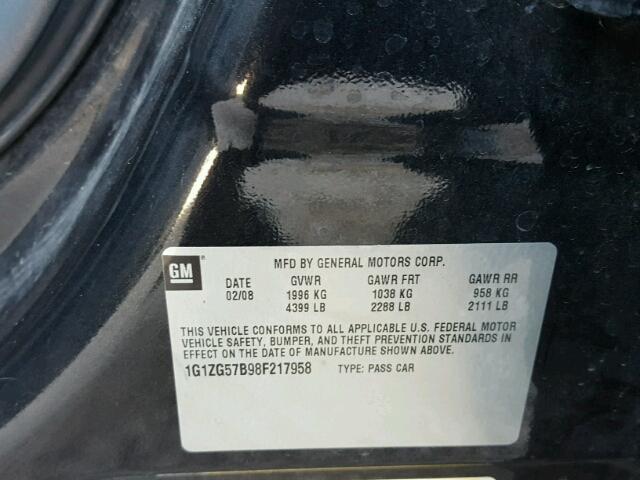 GM
MFD BY GENERAL MOTORS CORP.
DATE GVWR GAWR FRT GAWR RR
02/08 1996 KG 1038 KG 958 KG
4399 LB 2288 LB 2111 LB
THIS VEHICLE CONFORMS TO ALL APPLICABLE U.S. FEDERAL MOTOR
VEHICLE SAFETY, BUMPER, AND THEFT PREVENTION STANDARDS IN
EFFECT ON THE DATE OF MANUFACTURE SHOWN ABOVE.
1G1ZG57B98F217958 TYPE: PASS CAR